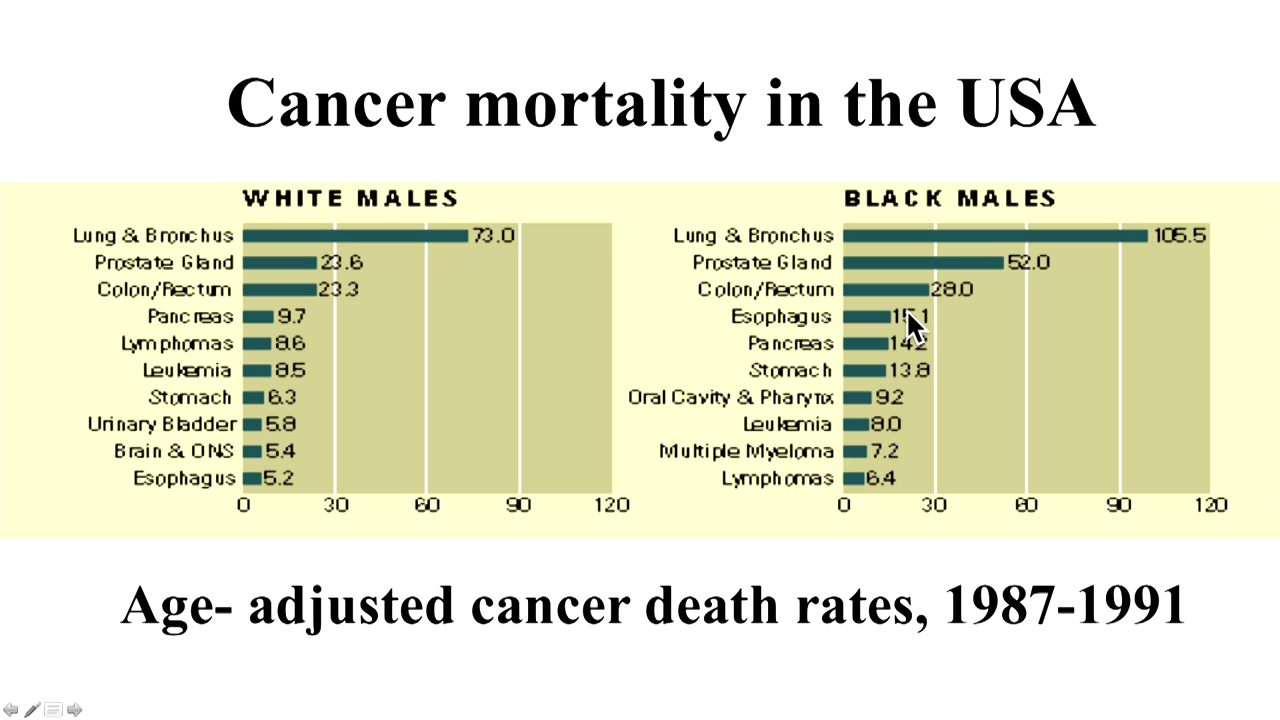 Cancer mortality in the USA
WHITE MALES
Lung & Bronchus 73.0
Prostate Gland 23.6
Colon/Rectum 23.3
Pancreas 9.7
Lymphomas 8.6
Leukemia 8.5
Stomach 6.3
Urinary Bladder 5.8
Brain & ONS 5.4
Esophagus 5.2
0 30 60 90 120
BLACK MALES
Lung & Bronchus 105.5
Prostate Gland 52.0
Colon/Rectum 28.0
Esophagus 15.1
Pancreas 14.2
Stomach 13.8
Oral Cavity & Pharynx 9.2
Leukemia 8.0
Multiple Myeloma 7.2
Lymphomas 6.4
0 30 60 90 120
Age- adjusted cancer death rates, 1987-1991